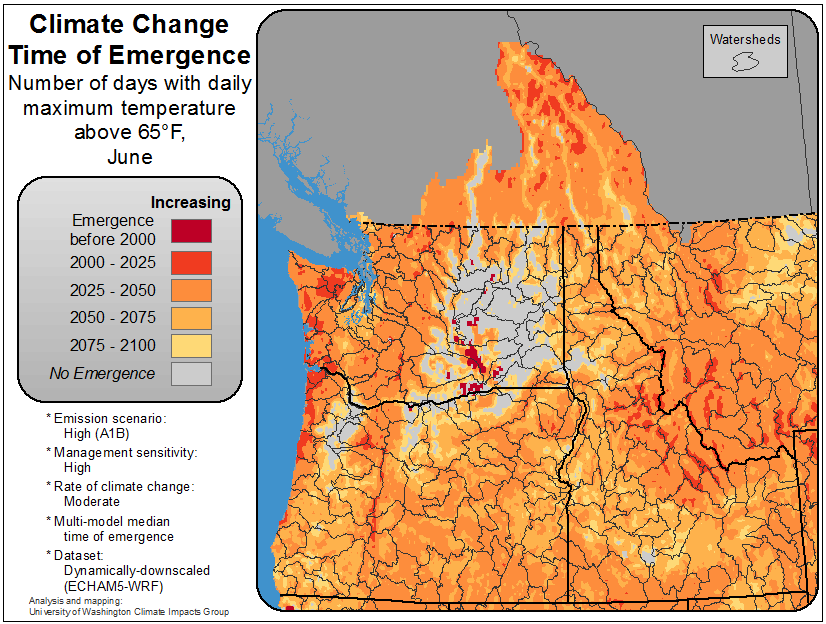 Climate Change
Time of Emergence
Number of days with daily
maximum temperature
above 65°F,
June
Increasing
Emergence
before 2000
2000 - 2025
2025 - 2050
2050 - 2075
2075 - 2100
No Emergence
* Emission scenario:
High (A1B)
* Management sensitivity:
High
* Rate of climate change:
Moderate
* Multi-model median
time of emergence
* Dataset:
Dynamically-downscaled
(ECHAM5-WRF)
Analysis and mapping:
University of Washington Climate Impacts Group
Watersheds